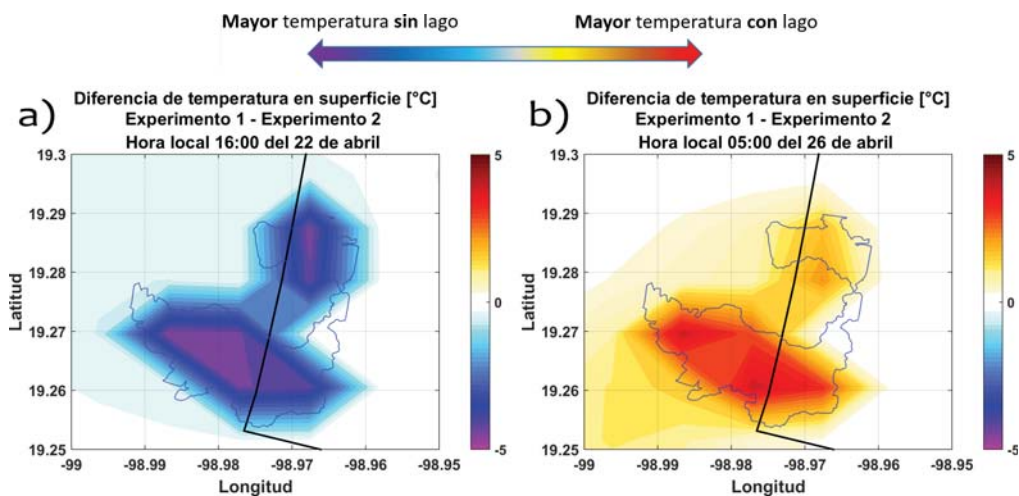 Mayor temperatura sin lago
Mayor temperatura con lago
a)
Diferencia de temperatura en superficie [°C]
Experimento 1 - Experimento 2
Hora local 16:00 del 22 de abril
19.3
19.29
19.28
19.27
19.26
19.25
Latitud
-99
-98.99
-98.98
-98.97
-98.96
-98.95
Longitud
5
0
-5
b)
Diferencia de temperatura en superficie [°C]
Experimento 1 - Experimento 2
Hora local 05:00 del 26 de abril
19.3
19.29
19.28
19.27
19.26
19.25
Latitud
-99
-98.99
-98.98
-98.97
-98.96
-98.95
Longitud
5
0
-5